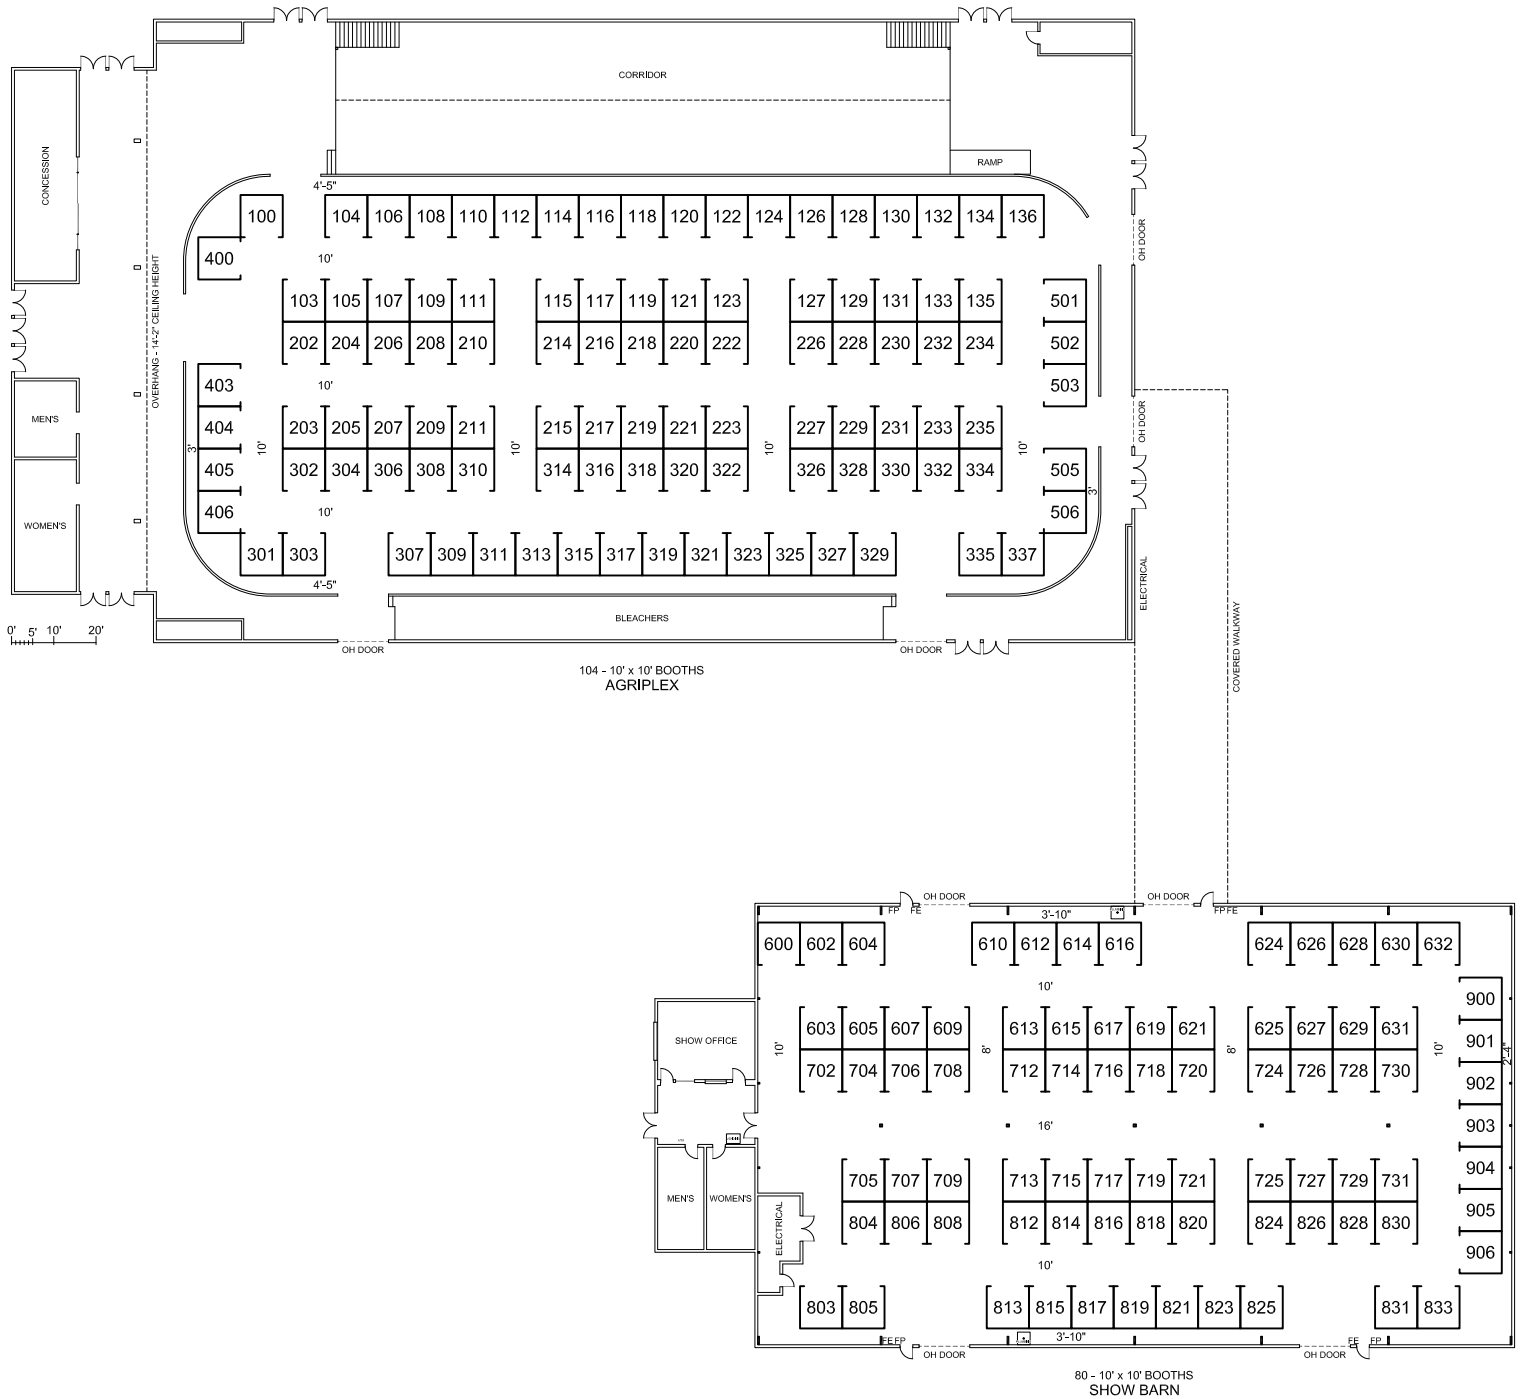 CORRIDOR
CONCESSION
RAMP
4'-5"
100 104 106 108 110 112 114 116 118 120 122 124 126 128 130 132 134 136
OH DOOR
400 10'
OVERHANG - 14'-2" CEILING HEIGHT
103 105 107 109 111 115 117 119 121 123 127 129 131 133 135 501
202 204 206 208 210 214 216 218 220 222 226 228 230 232 234 502
403 10' 503
MEN'S
OH DOOR
404 203 205 207 209 211 215 217 219 221 223 227 229 231 233 235
3' 10' 10' 10' 10'
405 302 304 306 308 310 314 316 318 320 322 326 328 330 332 334 505
3'
406 10' 506
WOMEN'S
301 303 307 309 311 313 315 317 319 321 323 325 327 329 335 337
4'-5"
ELECTRICAL
BLEACHERS
0' 5' 10' 20'
OH DOOR OH DOOR
COVERED WALKWAY
104 - 10' x 10' BOOTHS
AGRIPLEX
OH DOOR OH DOOR
FP FE 3'-10" FP FE
600 602 604 610 612 614 616 624 626 628 630 632
10'
900
603 605 607 609 613 615 617 619 621 625 627 629 631
SHOW OFFICE 10' 8' 8' 10' 901 2'-4"
702 704 706 708 712 714 716 718 720 724 726 728 730
902
16' 903
705 707 709 713 715 717 719 721 725 727 729 731 904
MEN'S WOMEN'S
ELECTRICAL
804 806 808 812 814 816 818 820 824 826 828 830 905
906
10'
803 805 813 815 817 819 821 823 825 831 833
FE FP 3'-10" FE FP
OH DOOR OH DOOR
80 - 10' x 10' BOOTHS
SHOW BARN